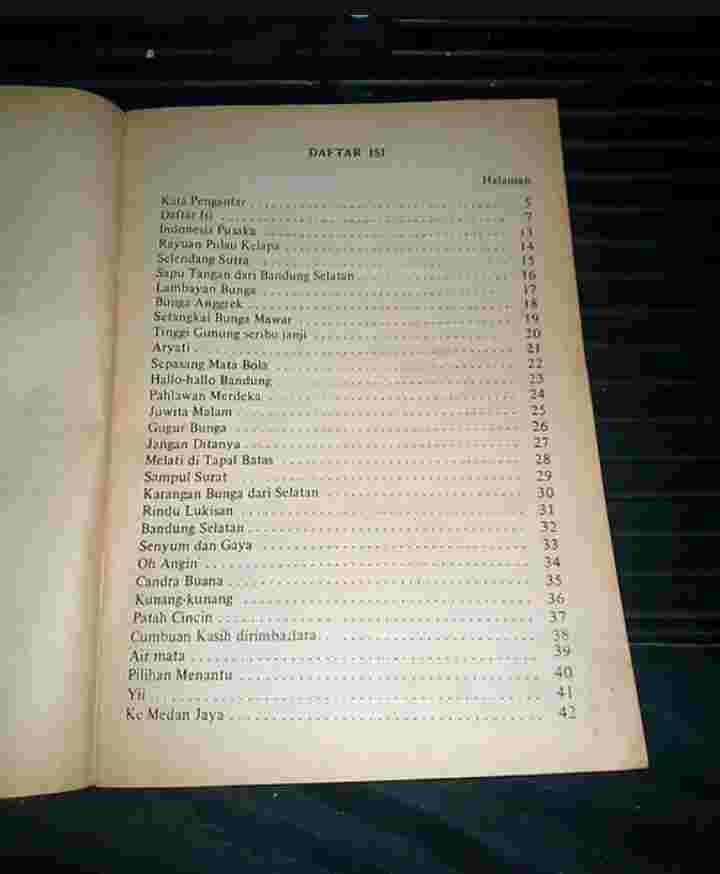 DAFTAR ISI
Halaman
Kata Pengantar . . . . . . . . . . . . . . . . . . . . . . . . . . . . . . 5
Daftar Isi . . . . . . . . . . . . . . . . . . . . . . . . . . . . . . 7
Indonesia Pusaka . . . . . . . . . . . . . . . . . . . . . . . . . . . . . . 13
Rayuan Pulau Kelapa . . . . . . . . . . . . . . . . . . . . . . . . . . . . . . 14
Selendang Sutra . . . . . . . . . . . . . . . . . . . . . . . . . . . . . . 15
Sapu Tangan dari Bandung Selatan . . . . . . . . . . . . . . . . . . . . 16
Lambayan Bunga . . . . . . . . . . . . . . . . . . . . . . . . . . . . . . 17
Bunga Anggrek . . . . . . . . . . . . . . . . . . . . . . . . . . . . . . 18
Setangkai Bunga Mawar . . . . . . . . . . . . . . . . . . . . . . . . . . 19
Tinggi Gunung seribu janji . . . . . . . . . . . . . . . . . . . . . . . . 20
Aryati . . . . . . . . . . . . . . . . . . . . . . . . . . . . . . 21
Sepasang Mata Bola . . . . . . . . . . . . . . . . . . . . . . . . . . . . 22
Hallo-hallo Bandung . . . . . . . . . . . . . . . . . . . . . . . . . . . . 23
Pahlawan Merdeka . . . . . . . . . . . . . . . . . . . . . . . . . . . . . . 24
Juwita Malam . . . . . . . . . . . . . . . . . . . . . . . . . . . . . . 25
Gugur Bunga . . . . . . . . . . . . . . . . . . . . . . . . . . . . . . 26
Jangan Ditanya . . . . . . . . . . . . . . . . . . . . . . . . . . . . . . 27
Melati di Tapal Batas . . . . . . . . . . . . . . . . . . . . . . . . . . 28
Sampul Surat . . . . . . . . . . . . . . . . . . . . . . . . . . . . . . 29
Karangan Bunga dari Selatan . . . . . . . . . . . . . . . . . . . . . . 30
Rindu Lukisan . . . . . . . . . . . . . . . . . . . . . . . . . . . . . . 31
Bandung Selatan . . . . . . . . . . . . . . . . . . . . . . . . . . . . . . 32
Senyum dan Gaya . . . . . . . . . . . . . . . . . . . . . . . . . . . . . . 33
Oh Angin . . . . . . . . . . . . . . . . . . . . . . . . . . . . . . 34
Candra Buana . . . . . . . . . . . . . . . . . . . . . . . . . . . . . . 35
Kunang-kunang . . . . . . . . . . . . . . . . . . . . . . . . . . . . . . 36
Patah Cincin . . . . . . . . . . . . . . . . . . . . . . . . . . . . . . 37
Cumbuan Kasih . . . . . . . . . . . . . . . . . . . . . . 38
Air mata . . . . . . . . . . . . . . . . . . . . . . . . . . . . . . 39
Pilihan Menantu . . . . . . . . . . . . . . . . . . . . . . . . . . . . . . 40
Yii . . . . . . . . . . . . . . . . . . . . . . . . . . . . . . 41
Ke Medan Jaya . . . . . . . . . . . . . . . . . . . . . . . . . . . . . . 42